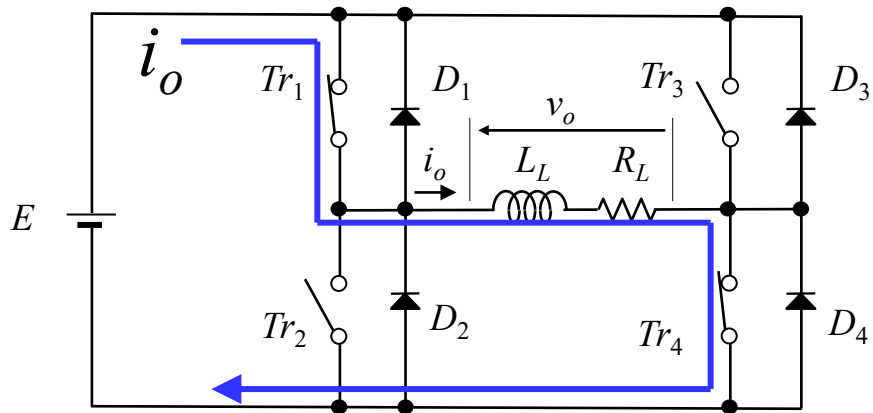 i_o
Tr_1
D_1
Tr_3
D_3
v_o
i_o
L_L
R_L
E
Tr_2
D_2
Tr_4
D_4